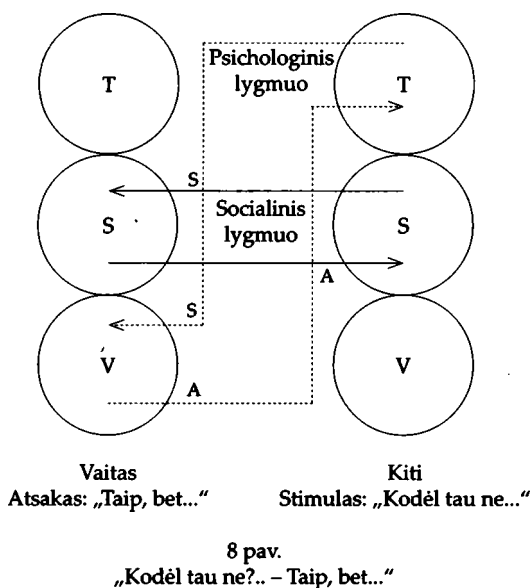 Psichologinis
lygmuo
T
T
S
Socialinis
lygmuo
S
S
A
S
V
V
A
Vaitas
Atsakas: „Taip, bet...“
Kiti
Stimulas: „Kodėl tau ne...“
8 pav.
„Kodėl tau ne?.. – Taip, bet...“